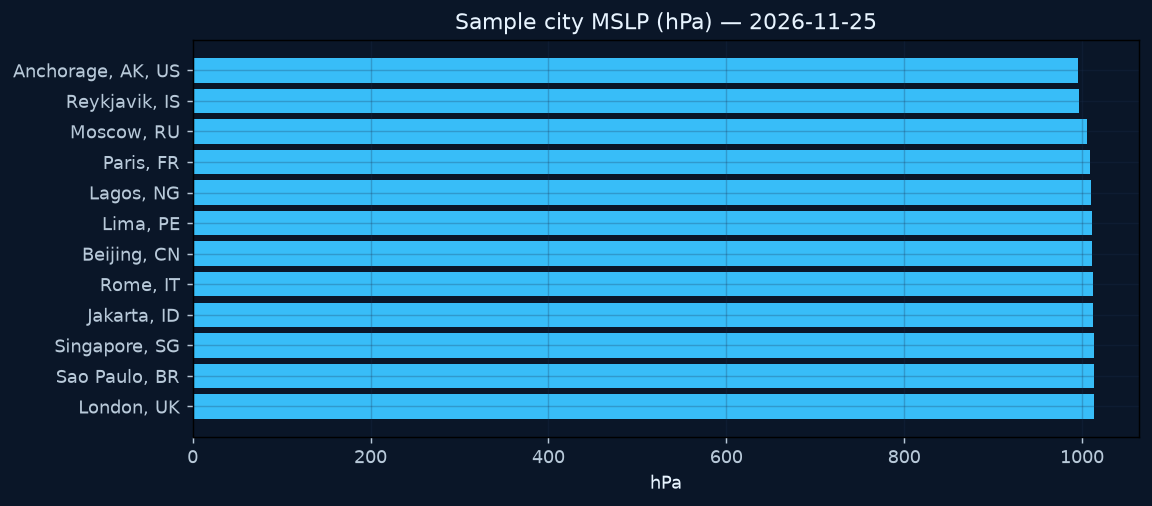 Sample city MSLP (hPa) — 2026-11-25
Anchorage, AK, US
Reykjavik, IS
Moscow, RU
Paris, FR
Lagos, NG
Lima, PE
Beijing, CN
Rome, IT
Jakarta, ID
Singapore, SG
Sao Paulo, BR
London, UK
0 200 400 600 800 1000
hPa